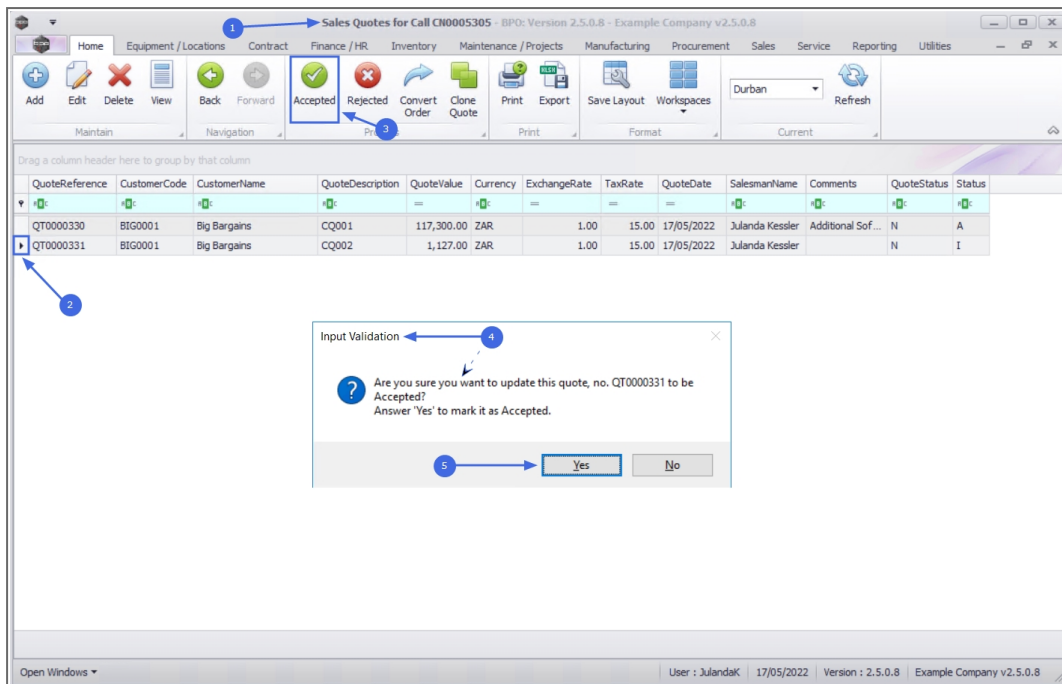 1
Sales Quotes for Call CN0005305 - BPO: Version 2.5.0.8 - Example Company v2.5.0.8
Home Equipment / Locations Contract Finance / HR Inventory Maintenance / Projects Manufacturing Procurement Sales Service Reporting Utilities
Add Edit Delete View Back Forward Accepted Rejected Convert Order Clone Quote Print Export Save Layout Workspaces Durban Refresh
3
Maintain Navigation Print Format Current
Drag a column header here to group by that column
QuoteReference CustomerCode CustomerName QuoteDescription QuoteValue Currency ExchangeRate TaxRate QuoteDate SalesmanName Comments QuoteStatus Status
QT0000330 BIG0001 Big Bargains CQ001 117,300.00 ZAR 1.00 15.00 17/05/2022 Julanda Kessler Additional Sof... N A
QT0000331 BIG0001 Big Bargains CQ002 1,127.00 ZAR 1.00 15.00 17/05/2022 Julanda Kessler N I
2
Input Validation 4
Are you sure you want to update this quote, no. QT0000331 to be
Accepted?
Answer 'Yes' to mark it as Accepted.
5 Yes No
Open Windows User : JulandaK 17/05/2022 Version : 2.5.0.8 Example Company v2.5.0.8